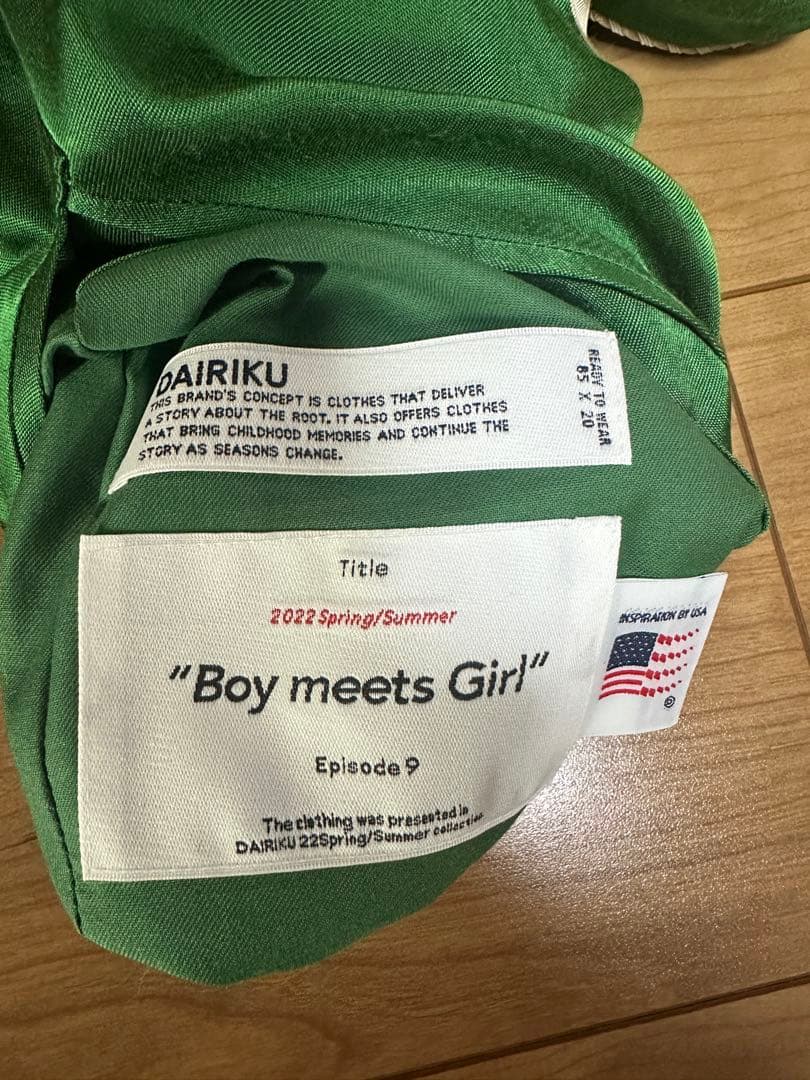 DAIRIKU
THIS BRAND'S CONCEPT IS CLOTHES THAT DELIVER
A STORY ABOUT THE ROOT. IT ALSO OFFERS CLOTHES
THAT BRING CHILDHOOD MEMORIES AND CONTINUE THE
STORY AS SEASONS CHANGE.
READY TO WEAR
85 X 20
Title
2022 Spring/Summer
"Boy meets Girl"
Episode 9
The clothing was presented in
DAIRIKU 22Spring/Summer collection
INSPIRATION BY USA